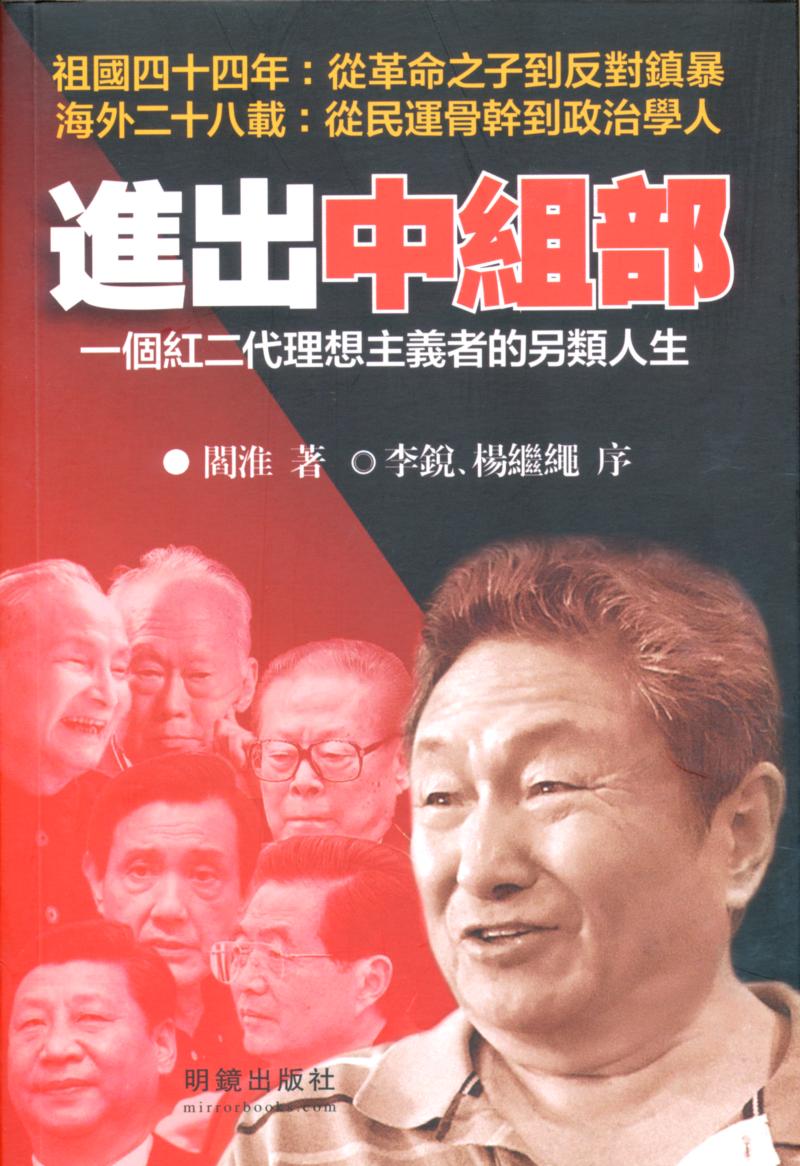 祖國四十四年：從革命之子到反對鎮暴
海外二十八載：從民運骨幹到政治學人
進出中組部
一個紅二代理想主義者的另類人生
●閻淮 著 ◎李銳、楊繼繩 序
明鏡出版社
mirrorbooks.com